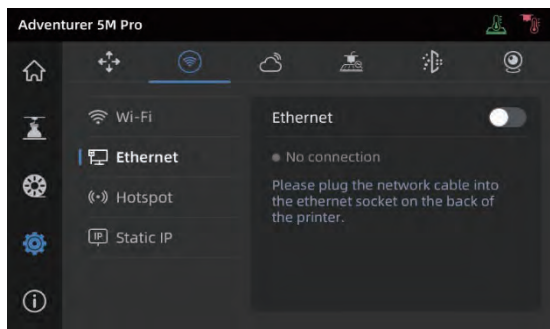 Adventurer 5M Pro
Wi-Fi
Ethernet
Hotspot
IP Static IP
Ethernet
No connection
Please plug the network cable into
the ethernet socket on the back of
the printer.